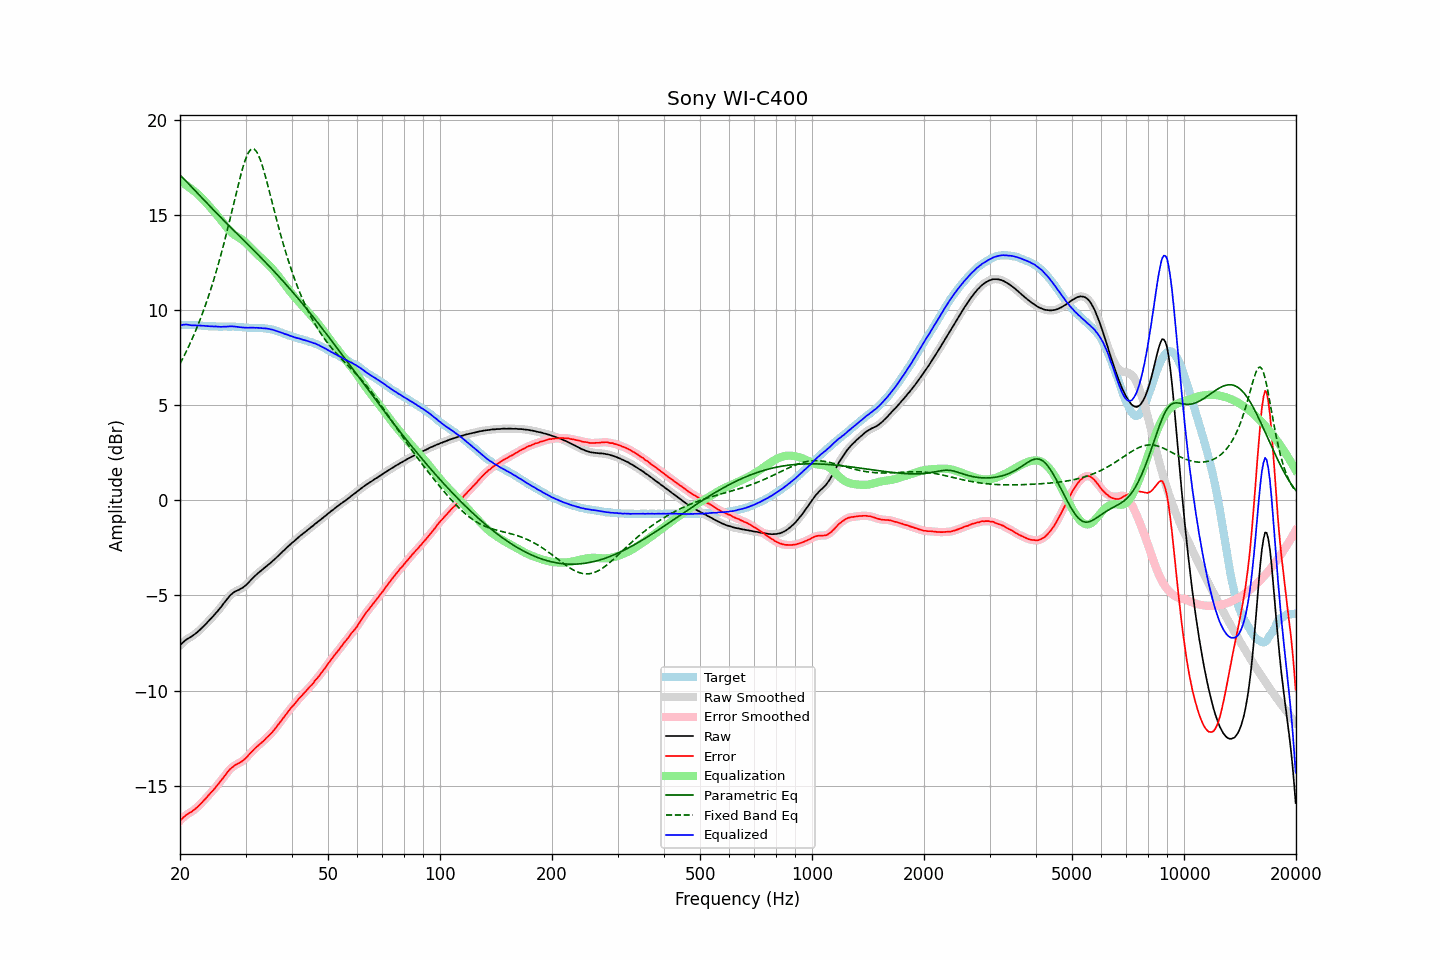 Sony WI-C400
Amplitude (dBr)
20
15
10
5
0
−5
−10
−15
Target
Raw Smoothed
Error Smoothed
Raw
Error
Equalization
Parametric Eq
Fixed Band Eq
Equalized
20 50 100 200 500 1000 2000 5000 10000 20000
Frequency (Hz)